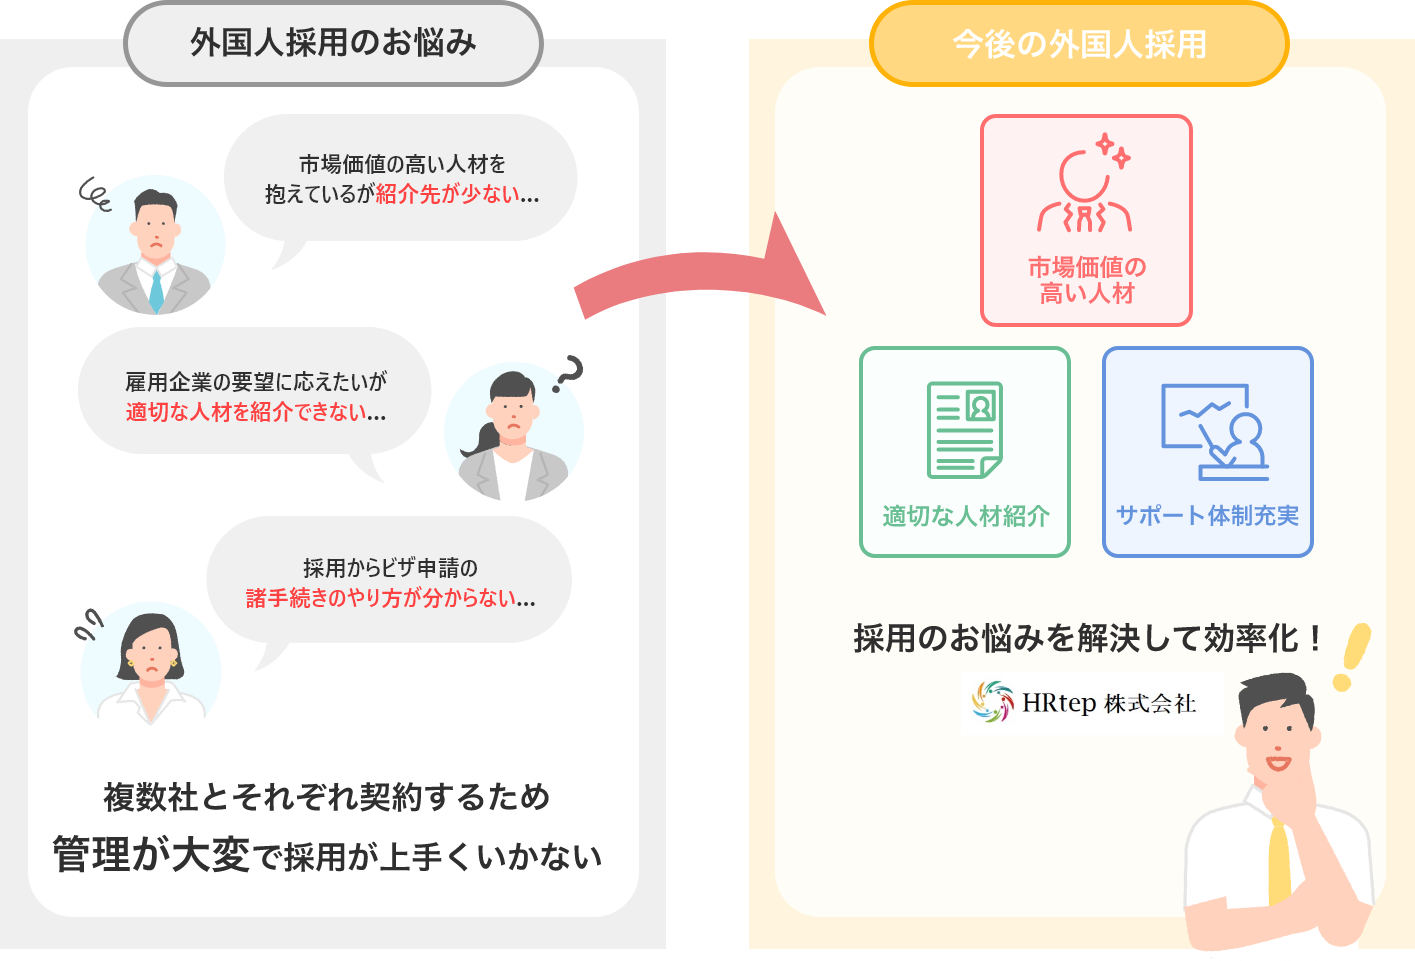 外国人採用のお悩み
市場価値の高い人材を
抱えているが紹介先が少ない...
雇用企業の要望に応えたいが
適切な人材を紹介できない...
採用からビザ申請の
諸手続きのやり方が分からない...
複数社とそれぞれ契約するため
管理が大変で採用が上手くいかない
今後の外国人採用
市場価値の
高い人材
適切な人材紹介
サポート体制充実
採用のお悩みを解決して効率化！
HRtep 株式会社